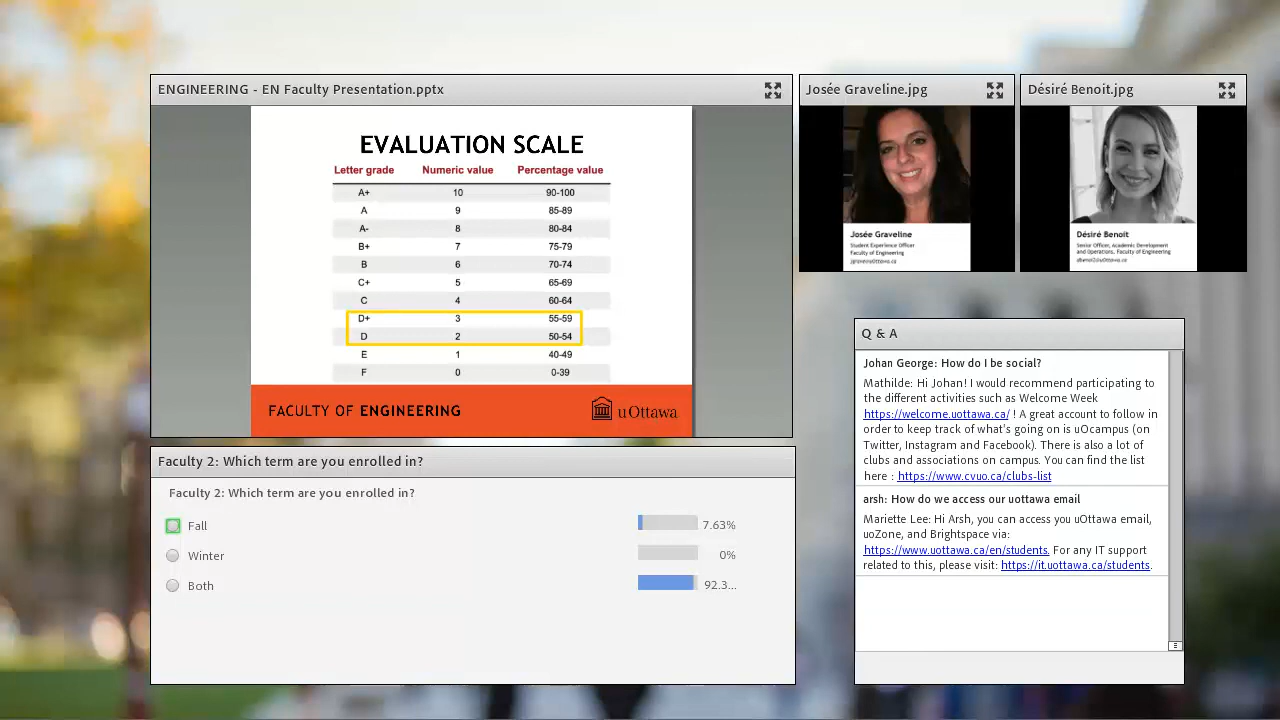 ENGINEERING - EN Faculty Presentation.pptx
EVALUATION SCALE
Letter grade Numeric value Percentage value
A+ 10 90-100
A 9 85-89
A- 8 80-84
B+ 7 75-79
B 6 70-74
C+ 5 65-69
C 4 60-64
D+ 3 55-59
D 2 50-54
E 1 40-49
F 0 0-39
FACULTY OF ENGINEERING
uOttawa
Josée Graveline.jpg
Josée Graveline
Student Experience Officer
Faculty of Engineering
Désiré Benoit.jpg
Désiré Benoit
Senior Officer, Academic Development
and Operations, Faculty of Engineering
Faculty 2: Which term are you enrolled in?
Faculty 2: Which term are you enrolled in?
Fall 7.63%
Winter 0%
Both 92.3...
Q & A
Johan George: How do I be social?
Mathilde: Hi Johan! I would recommend participating to
the different activities such as Welcome Week
https://welcome.uottawa.ca/ ! A great account to follow in
order to keep track of what's going on is uOcampus (on
Twitter, Instagram and Facebook). There is also a lot of
clubs and associations on campus. You can find the list
here : https://www.cvuo.ca/clubs-list
arsh: How do we access our uottawa email
Mariette Lee: Hi Arsh, you can access you uOttawa email,
uoZone, and Brightspace via:
https://www.uottawa.ca/en/students. For any IT support
related to this, please visit: https://it.uottawa.ca/students.